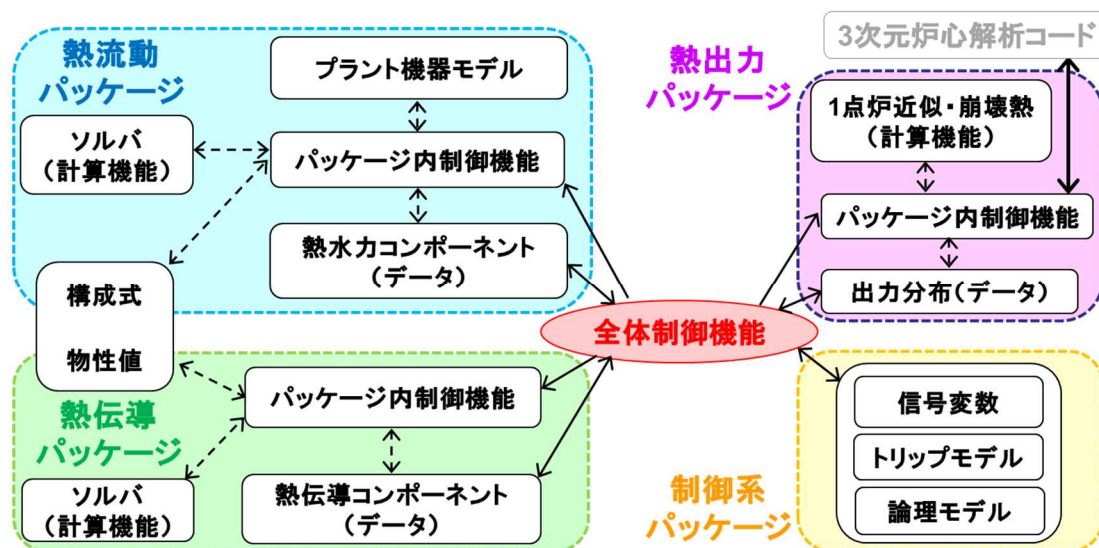 熱流動
パッケージ
プラント機器モデル
ソルバ
(計算機能)
パッケージ内制御機能
熱水力コンポーネント
(データ)
構成式
物性値
熱伝導
パッケージ
パッケージ内制御機能
ソルバ
(計算機能)
熱伝導コンポーネント
(データ)
全体制御機能
3次元炉心解析コード
熱出力
パッケージ
1点炉近似・崩壊熱
(計算機能)
パッケージ内制御機能
出力分布(データ)
制御系
パッケージ
信号変数
トリップモデル
論理モデル